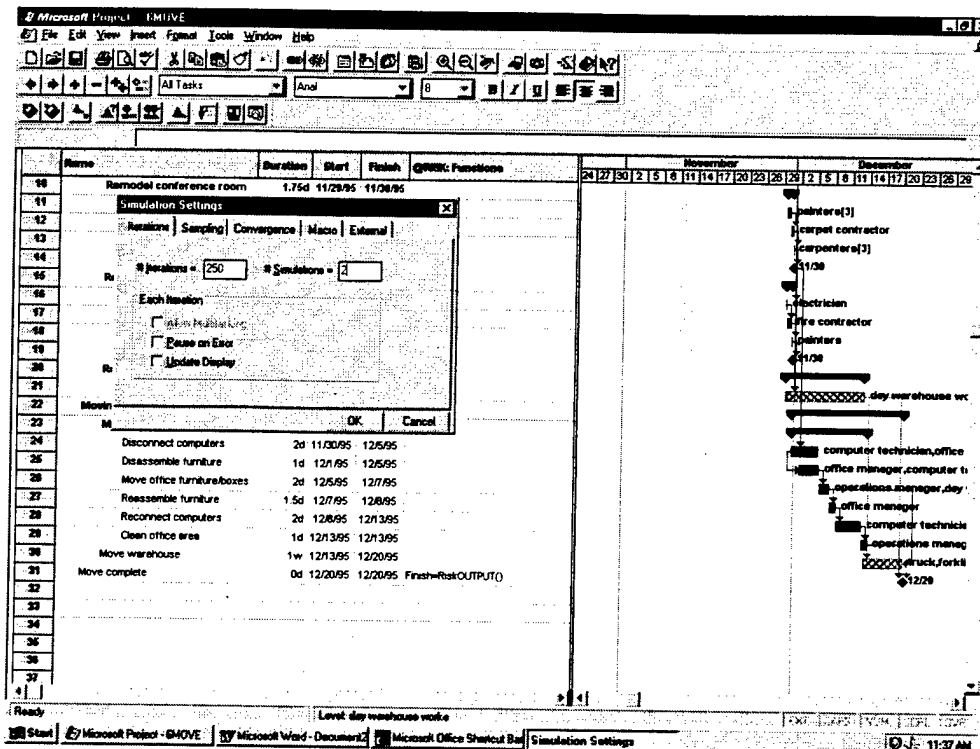 Microsoft Project - 6MOVE
File Edit View Insert Format Tools Window Help
All Tasks Arial 8 B I U
Name Duration Start Finish @RISK: Functions
November December
24 27 30 2 5 8 11 14 17 20 23 26 29 2 5 8 11 14 17 20 23 26 29
10 Remodel conference room 1.75d 11/29/95 11/30/95
11
12 painters[3]
13 carpet contractor
14 carpenters[3]
15 11/30
16
17 electrician
18 fire contractor
19 painters
20 11/30
21
22 Movin day warehouse wo
23 M
24 Disconnect computers 2d 11/30/95 12/5/95 computer technician,office
25 Disassemble furniture 1d 12/1/95 12/5/95 office manager,computer t
26 Move office furniture/boxes 2d 12/5/95 12/7/95 operations manager,day
27 Reassemble furniture 1.5d 12/7/95 12/8/95 office manager
28 Reconnect computers 2d 12/8/95 12/13/95 computer technicia
29 Clean office area 1d 12/13/95 12/13/95 operations manag
30 Move warehouse 1w 12/13/95 12/20/95 truck,forkli
31 Move complete 0d 12/20/95 12/20/95 Finish=RiskOUTPUT()
32
33
34
35
36
37
Simulation Settings
Iterations Sampling Convergence Macro External
# Iterations = 250 # Simulations = 2
Each Iteration
Pause on Error
Update Display
OK Cancel
Ready Level day warehouse worke
Start Microsoft Project - 6MOVE Microsoft Word - Document2 Microsoft Office Shortcut Bar Simulation Settings 11:37 AM